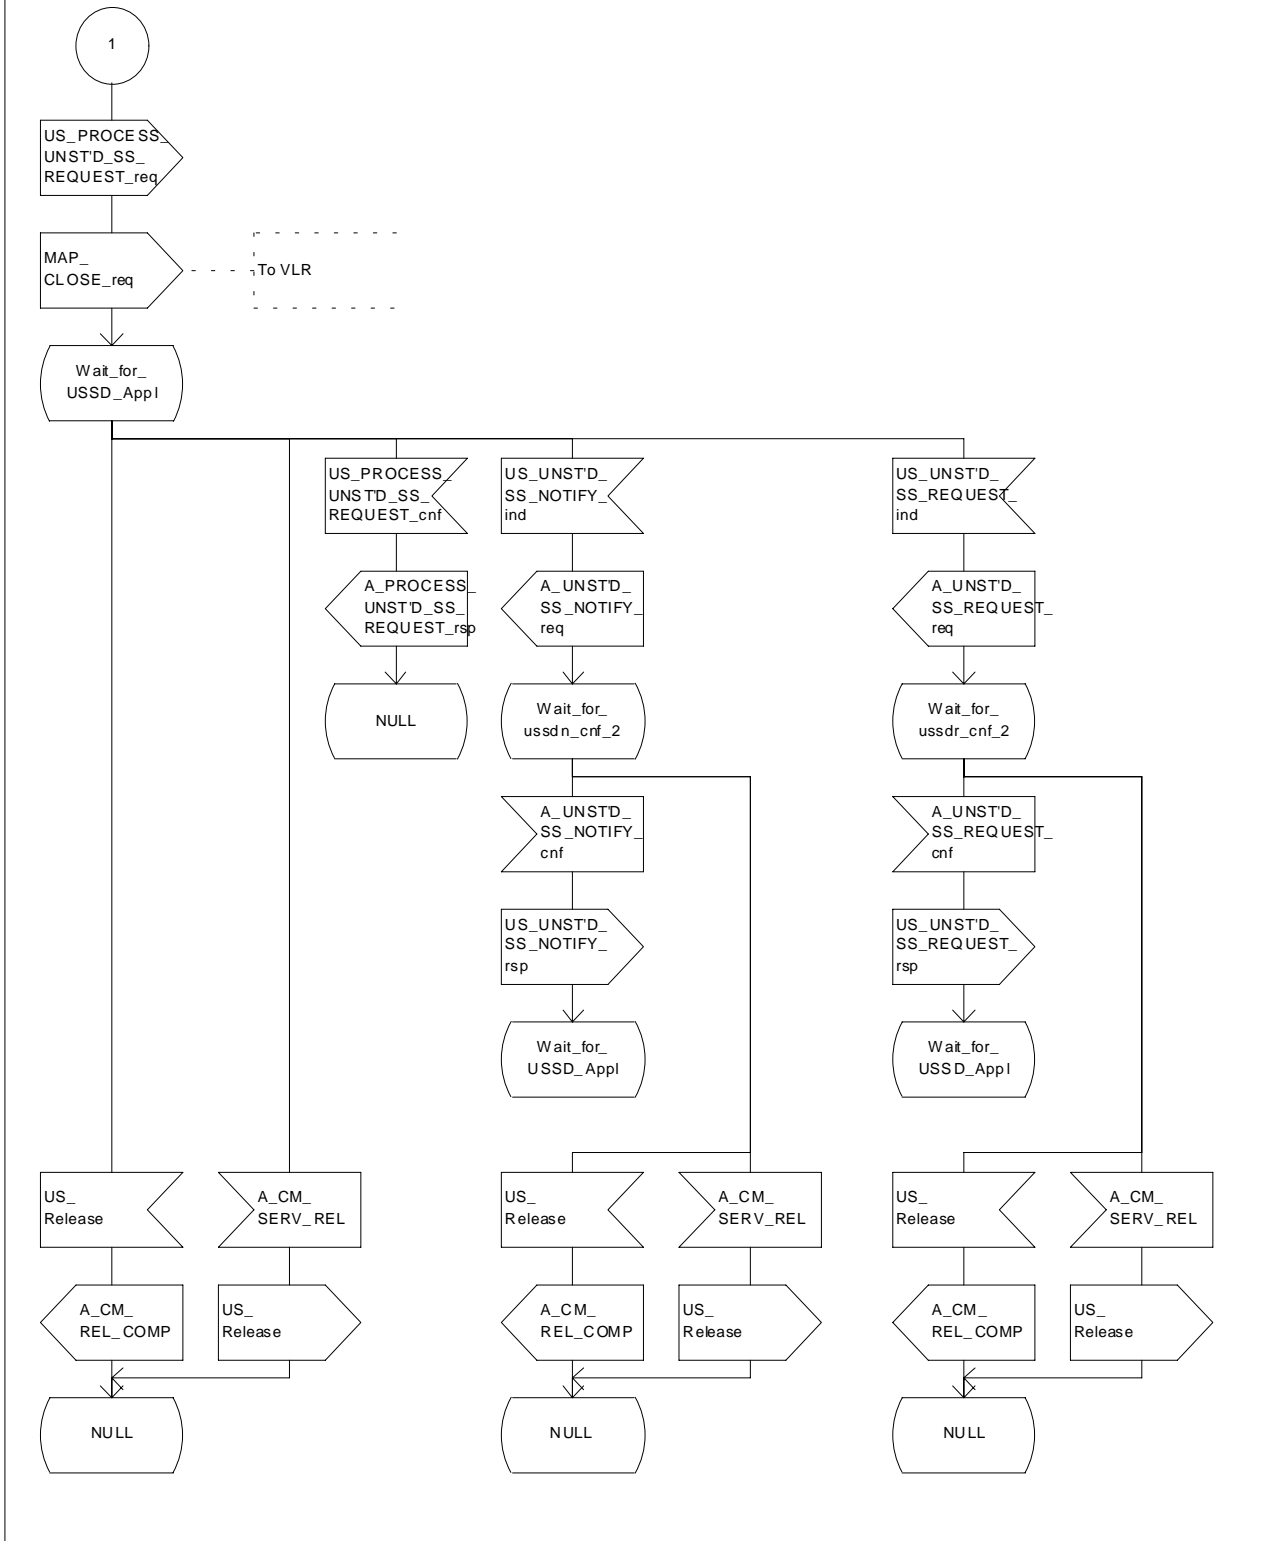 1
US_PROCESS_
UNST'D_SS_
REQUEST_req
MAP_
CLOSE_req
To VLR
Wait_for_
USSD_Appl
US_PROCESS_
UNST'D_SS_
REQUEST_cnf
US_UNST'D_
SS_NOTIFY_
ind
US_UNST'D_
SS_REQUEST_
ind
A_PROCESS_
UNST'D_SS_
REQUEST_rsp
A_UNST'D_
SS_NOTIFY_
req
A_UNST'D_
SS_REQUEST_
req
NULL
Wait_for_
ussdn_cnf_2
Wait_for_
ussdr_cnf_2
A_UNST'D_
SS_NOTIFY_
cnf
A_UNST'D_
SS_REQUEST_
cnf
US_UNST'D_
SS_NOTIFY_
rsp
US_UNST'D_
SS_REQUEST_
rsp
Wait_for_
USSD_Appl
Wait_for_
USSD_Appl
US_
Release
A_CM_
SERV_REL
US_
Release
A_CM_
SERV_REL
US_
Release
A_CM_
SERV_REL
A_CM_
REL_COMP
US_
Release
A_CM_
REL_COMP
US_
Release
A_CM_
REL_COMP
US_
Release
NULL
NULL
NULL